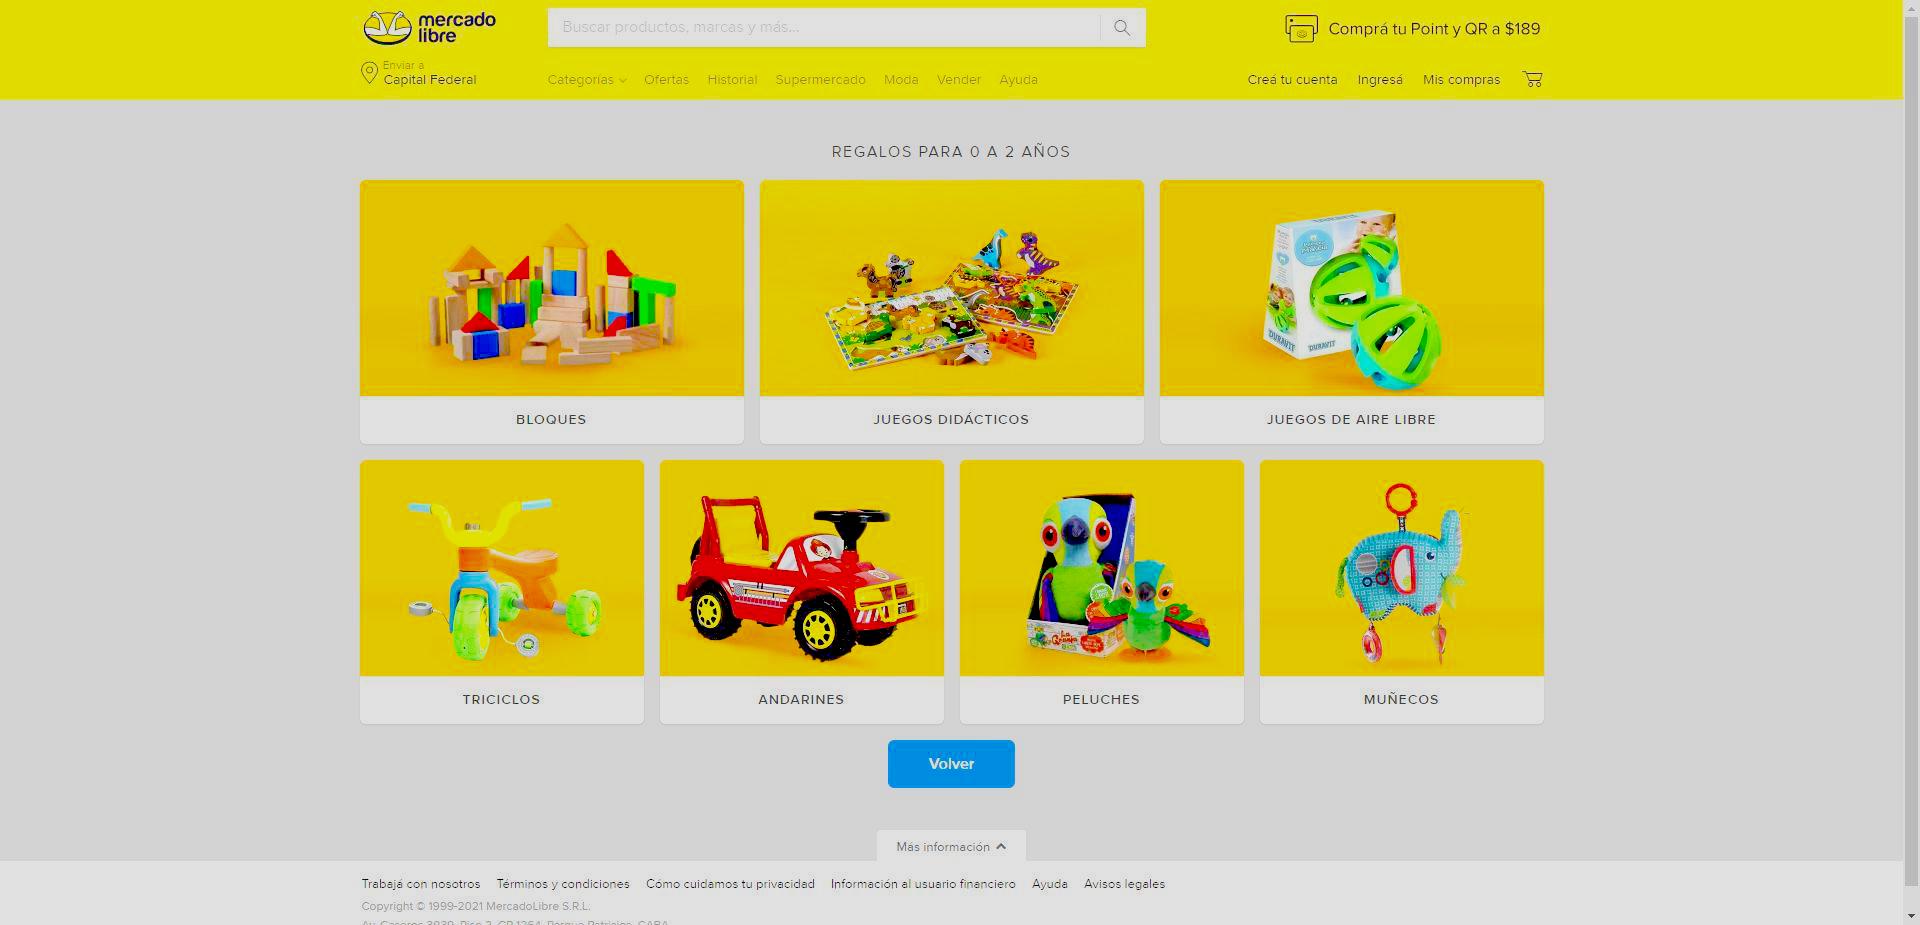 mercado
libre
Buscar productos, marcas y más...
Comprá tu Point y QR a $189
Enviar a
Capital Federal
Categorías Ofertas Historial Supermercado Moda Vender Ayuda
Creá tu cuenta Ingresá Mis compras
REGALOS PARA 0 A 2 AÑOS
DURAVIT
DURAVIT
BLOQUES
JUEGOS DIDÁCTICOS
JUEGOS DE AIRE LIBRE
TRICICLOS
ANDARINES
PELUCHES
MUÑECOS
Volver
Más información
Trabajá con nosotros Términos y condiciones Cómo cuidamos tu privacidad Información al usuario financiero Ayuda Avisos legales
Copyright © 1999-2021 MercadoLibre S.R.L.